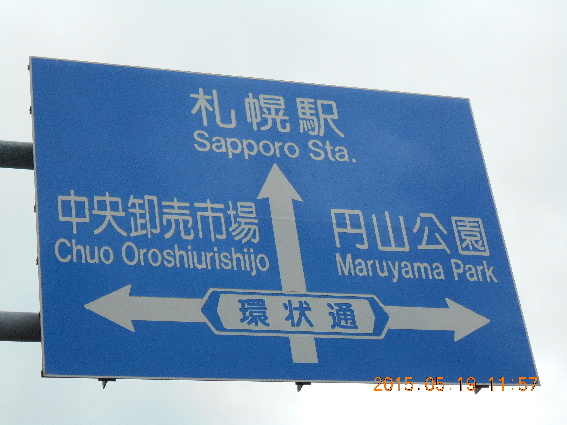 札幌駅
Sapporo Sta.
中央卸売市場
Chuo Oroshiurishijo
円山公園
Maruyama Park
環状通
2015.05.19 11:57